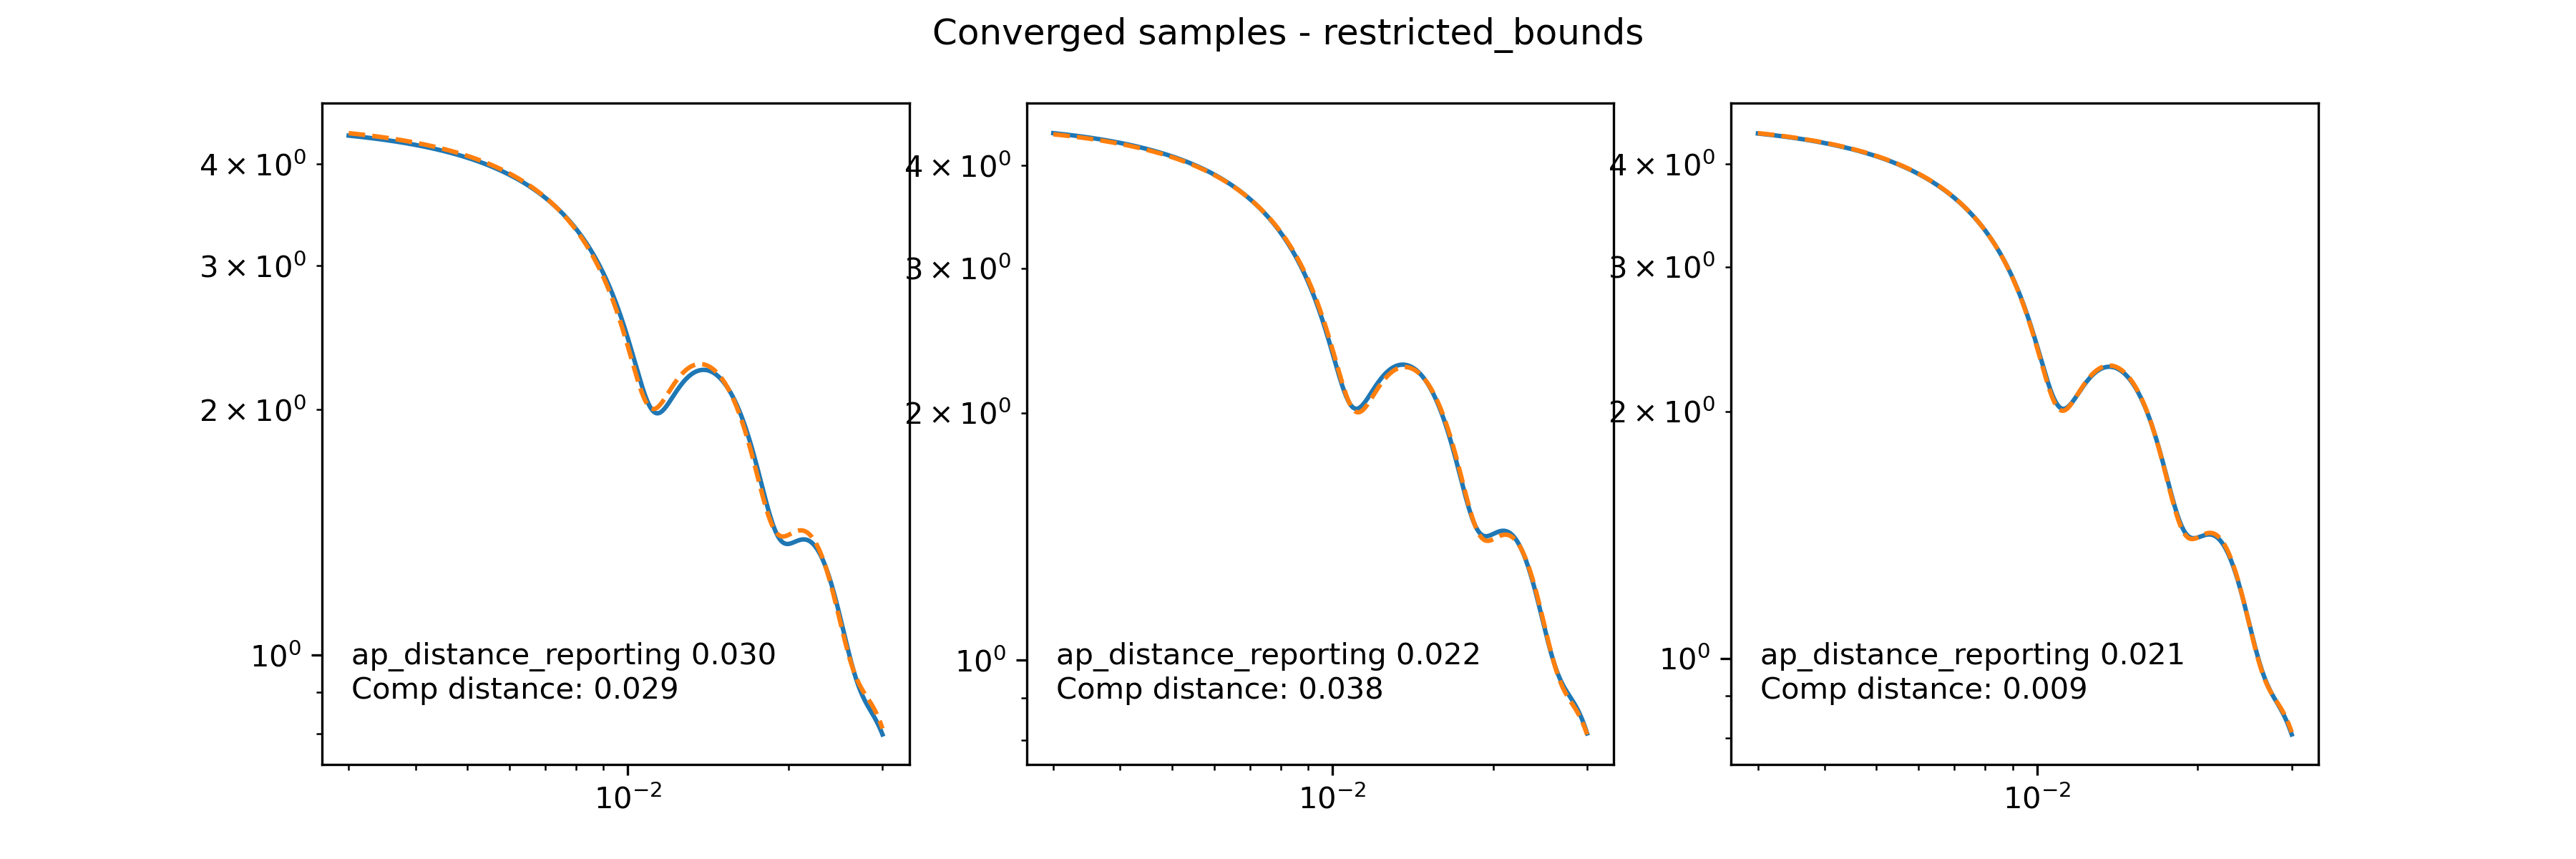 Converged samples - restricted_bounds
4 × 10⁰
3 × 10⁰
2 × 10⁰
10⁰
ap_distance_reporting 0.030
Comp distance: 0.029
10⁻²
4 × 10⁰
3 × 10⁰
2 × 10⁰
10⁰
ap_distance_reporting 0.022
Comp distance: 0.038
10⁻²
4 × 10⁰
3 × 10⁰
2 × 10⁰
10⁰
ap_distance_reporting 0.021
Comp distance: 0.009
10⁻²